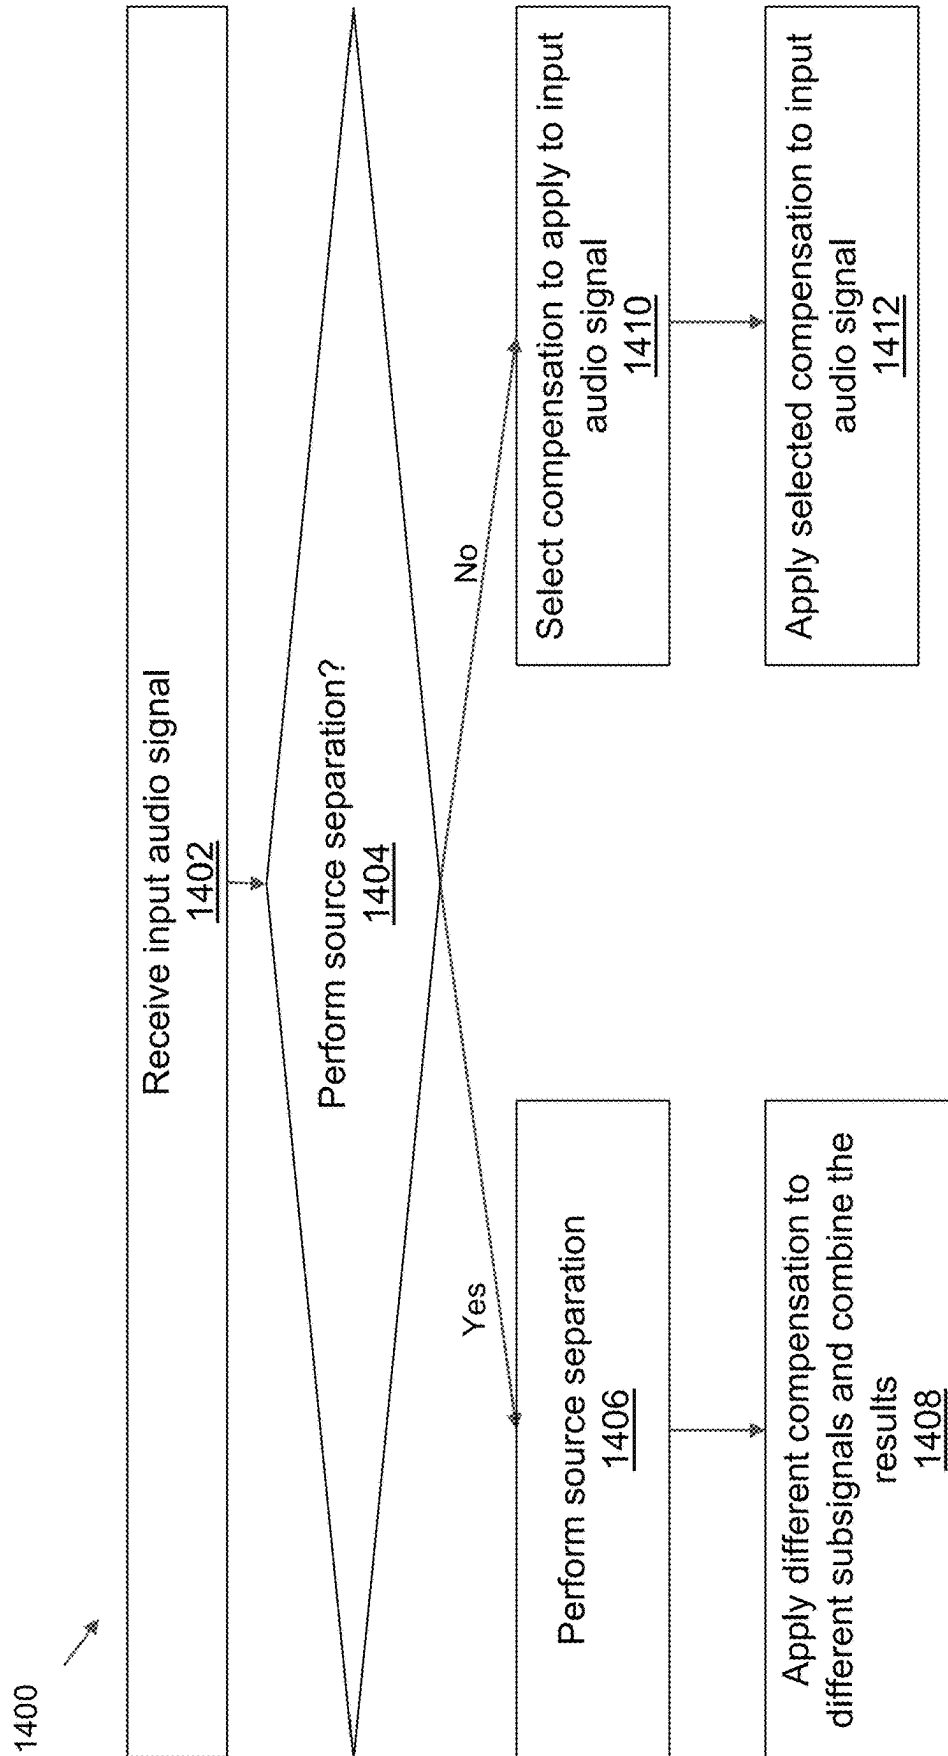 1400
Receive input audio signal
1402
Perform source separation?
1404
Yes
No
Perform source separation
1406
Apply different compensation to
different subsignals and combine the
results
1408
Select compensation to apply to input
audio signal
1410
Apply selected compensation to input
audio signal
1412